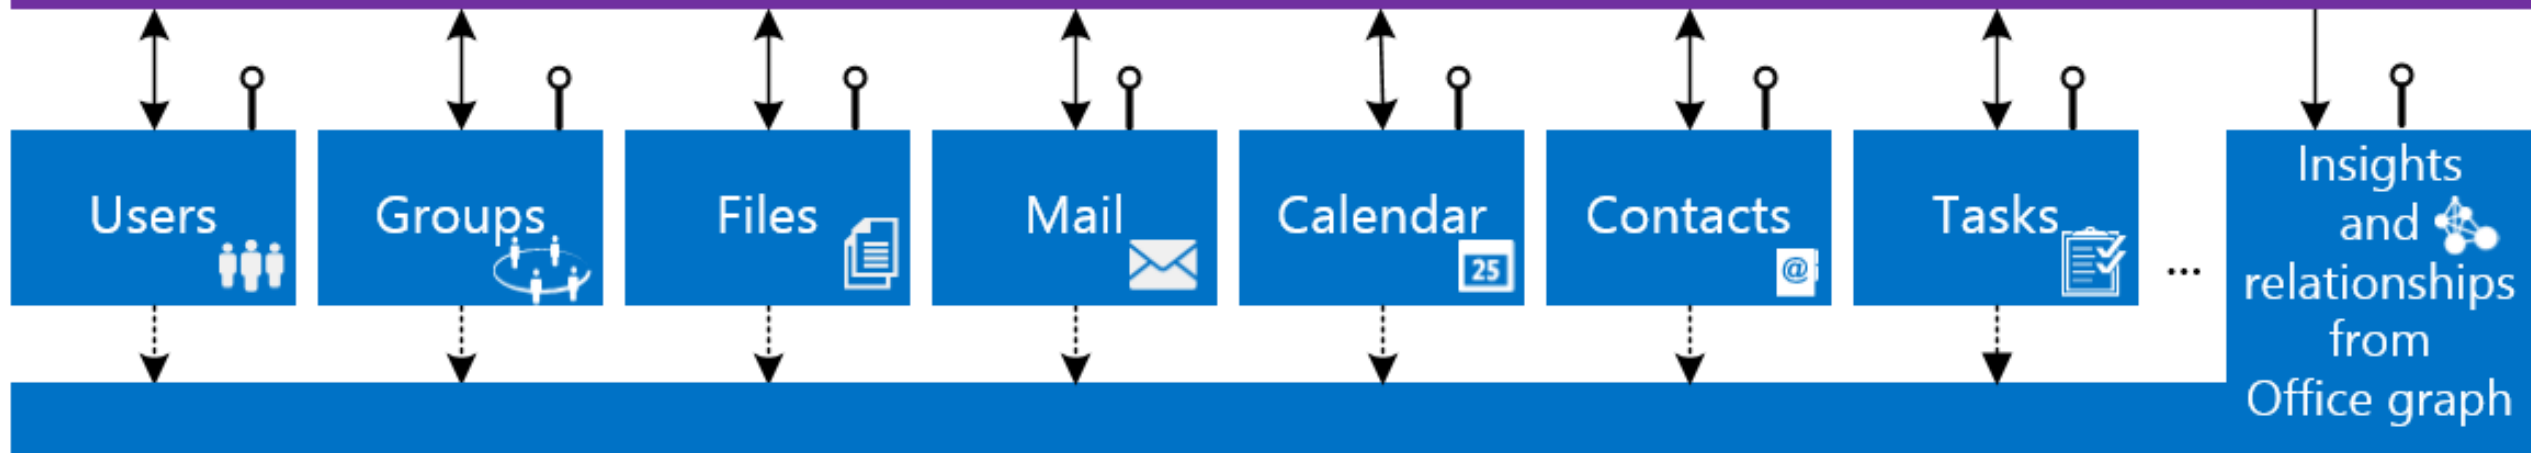 Users
Groups
Files
Mail
Calendar
25
Contacts
@
Tasks
...
Insights
and
relationships
from
Office graph